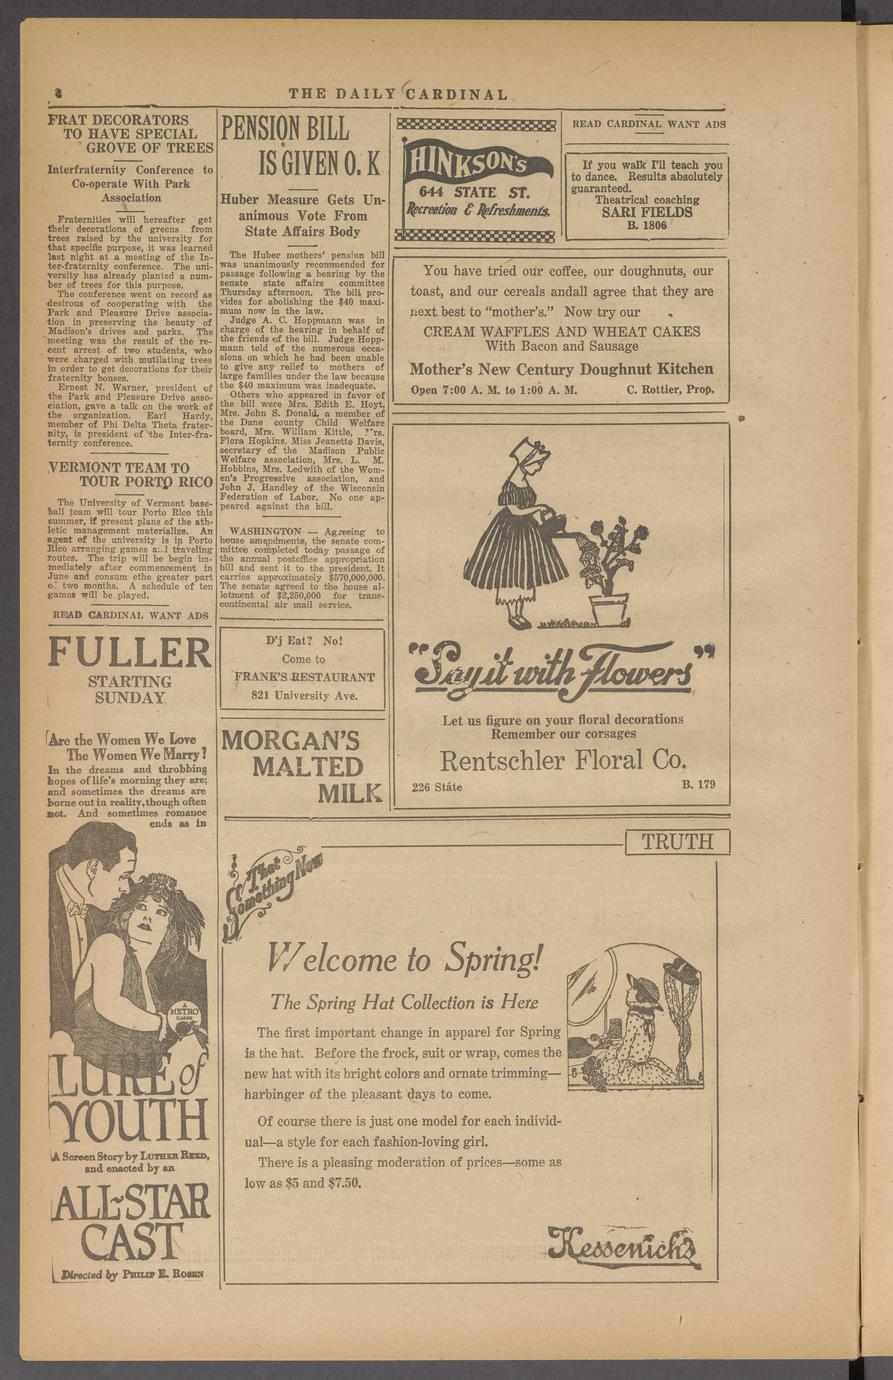 THE DAILY CARDINAL
FRAT DECORATORS
TO HAVE SPECIAL
GROVE OF TREES
Interfraternity Conference to
Co-operate With Park
Association
Fraternities will hereafter get
their decorations of greens from
trees raised by the university for
that specific purpose, it was learned
last night at a meeting of the In-
ter-fraternity conference. The uni-
versity has already planted a num-
ber of trees for this purpose.
The conference went on record as
desirous of cooperating with the
Park and Pleasure Drive associa-
tion in preserving the beauty of
Madison's drives and parks. The
meeting was the result of the re-
cent arrest of two students, who
were charged with mutilating trees
in order to get decorations for their
fraternity houses.
Ernest N. Warner, president of
the Park and Pleasure Drive asso-
ciation, gave a talk on the work of
the organization. Earl Hardy,
member of Phi Delta Theta frater-
nity, is president of the Inter-fra-
ternity conference.
VERMONT TEAM TO
TOUR PORTO RICO
The University of Vermont base-
ball team will tour Porto Rico this
summer, if present plans of the ath-
letic management materialize. An
agent of the university is in Porto
Rico arranging games traveling
routes. The trip will be begin im-
mediately after commencement in
June and consum ethe greater part
two months. A schedule of ten
games will be played.
READ CARDINAL WANT ADS
FULLER
STARTING
SUNDAY
Are the Women We Love
The Women We Marry?
In the dreams and throbbing
hopes of life's morning they are;
and sometimes the dreams are
borne out in reality, though often
not. And sometimes romance
ends as in
A
METRO
CLASSIC
LURE of
YOUTH
A Screen Story by LUTHER REED,
and enacted by an
ALL-STAR
CAST
Directed by PHILIP E. ROSEN
PENSION BILL
IS GIVEN O. K
Huber Measure Gets Un-
animous Vote From
State Affairs Body
The Huber mothers' pension bill
was unanimously recommended for
passage following a hearing by the
senate state affairs committee
Thursday afternoon. The bill pro-
vides for abolishing the $40 maxi-
mum now in the law.
Judge A. C. Hoppmann was in
charge of the hearing in behalf of
the friends of the bill. Judge Hopp-
mann told of the numerous occa-
sions on which he had been unable
to give any relief to mothers of
large families under the law because
the $40 maximum was inadequate.
Others who appeared in favor of
the bill were Mrs. Edith E. Hoyt,
Mrs. John S. Donald, a member of
the Dane county Child Welfare
board, Mrs. William Kittle,
Flora Hopkins, Miss Jeanette Davis,
secretary of the Madison Public
Welfare association, Mrs. L. M.
Hobbins, Mrs. Ledwith of the Wom-
en's Progressive association, and
John J. Handley of the Wisconsin
Federation of Labor. No one ap-
peared against the bill.
WASHINGTON — Agreeing to
house amendments, the senate com-
mittee completed today passage of
the annual postoffice appropriation
bill and sent it to the president. It
carries approximately $570,000,000.
The senate agreed to the house al-
lotment of $2,250,000 for trans-
continental air mail service.
D'j Eat? No!
Come to
FRANK'S RESTAURANT
821 University Ave.
MORGAN'S
MALTED
MILK
HINKSON'S
644 STATE ST.
Recreation & Refreshments.
READ CARDINAL WANT ADS
If you walk I'll teach you
to dance. Results absolutely
guaranteed.
Theatrical coaching
SARI FIELDS
B. 1806
You have tried our coffee, our doughnuts, our
toast, and our cereals andall agree that they are
next best to "mother's." Now try our
CREAM WAFFLES AND WHEAT CAKES
With Bacon and Sausage
Mother's New Century Doughnut Kitchen
Open 7:00 A. M. to 1:00 A. M. C. Rottier, Prop.
"Say it with Flowers"
Let us figure on your floral decorations
Remember our corsages
Rentschler Floral Co.
226 State B. 179
TRUTH
That
Something New
Welcome to Spring!
The Spring Hat Collection is Here
The first important change in apparel for Spring
is the hat. Before the frock, suit or wrap, comes the
new hat with its bright colors and ornate trimming—
harbinger of the pleasant days to come.
Of course there is just one model for each individ-
ual—a style for each fashion-loving girl.
There is a pleasing moderation of prices—some as
low as $5 and $7.50.
Kessenich's